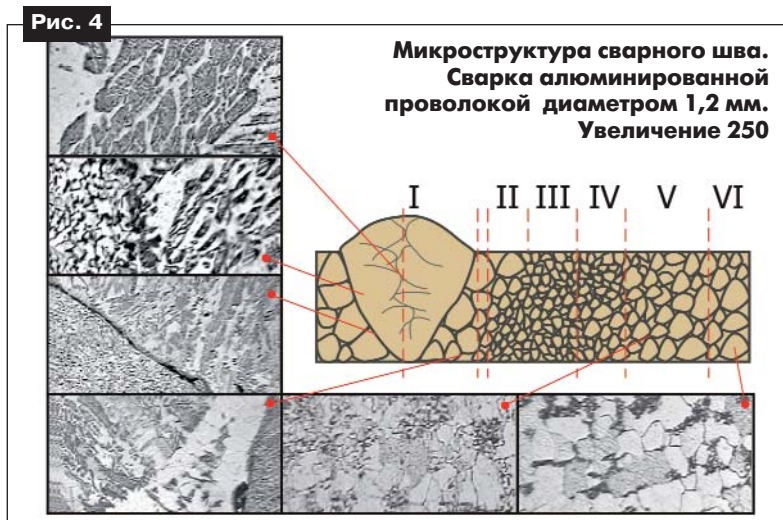 Рис. 4
Микроструктура сварного шва.
Сварка алюминированной
проволокой диаметром 1,2 мм.
Увеличение 250
I II III IV V VI